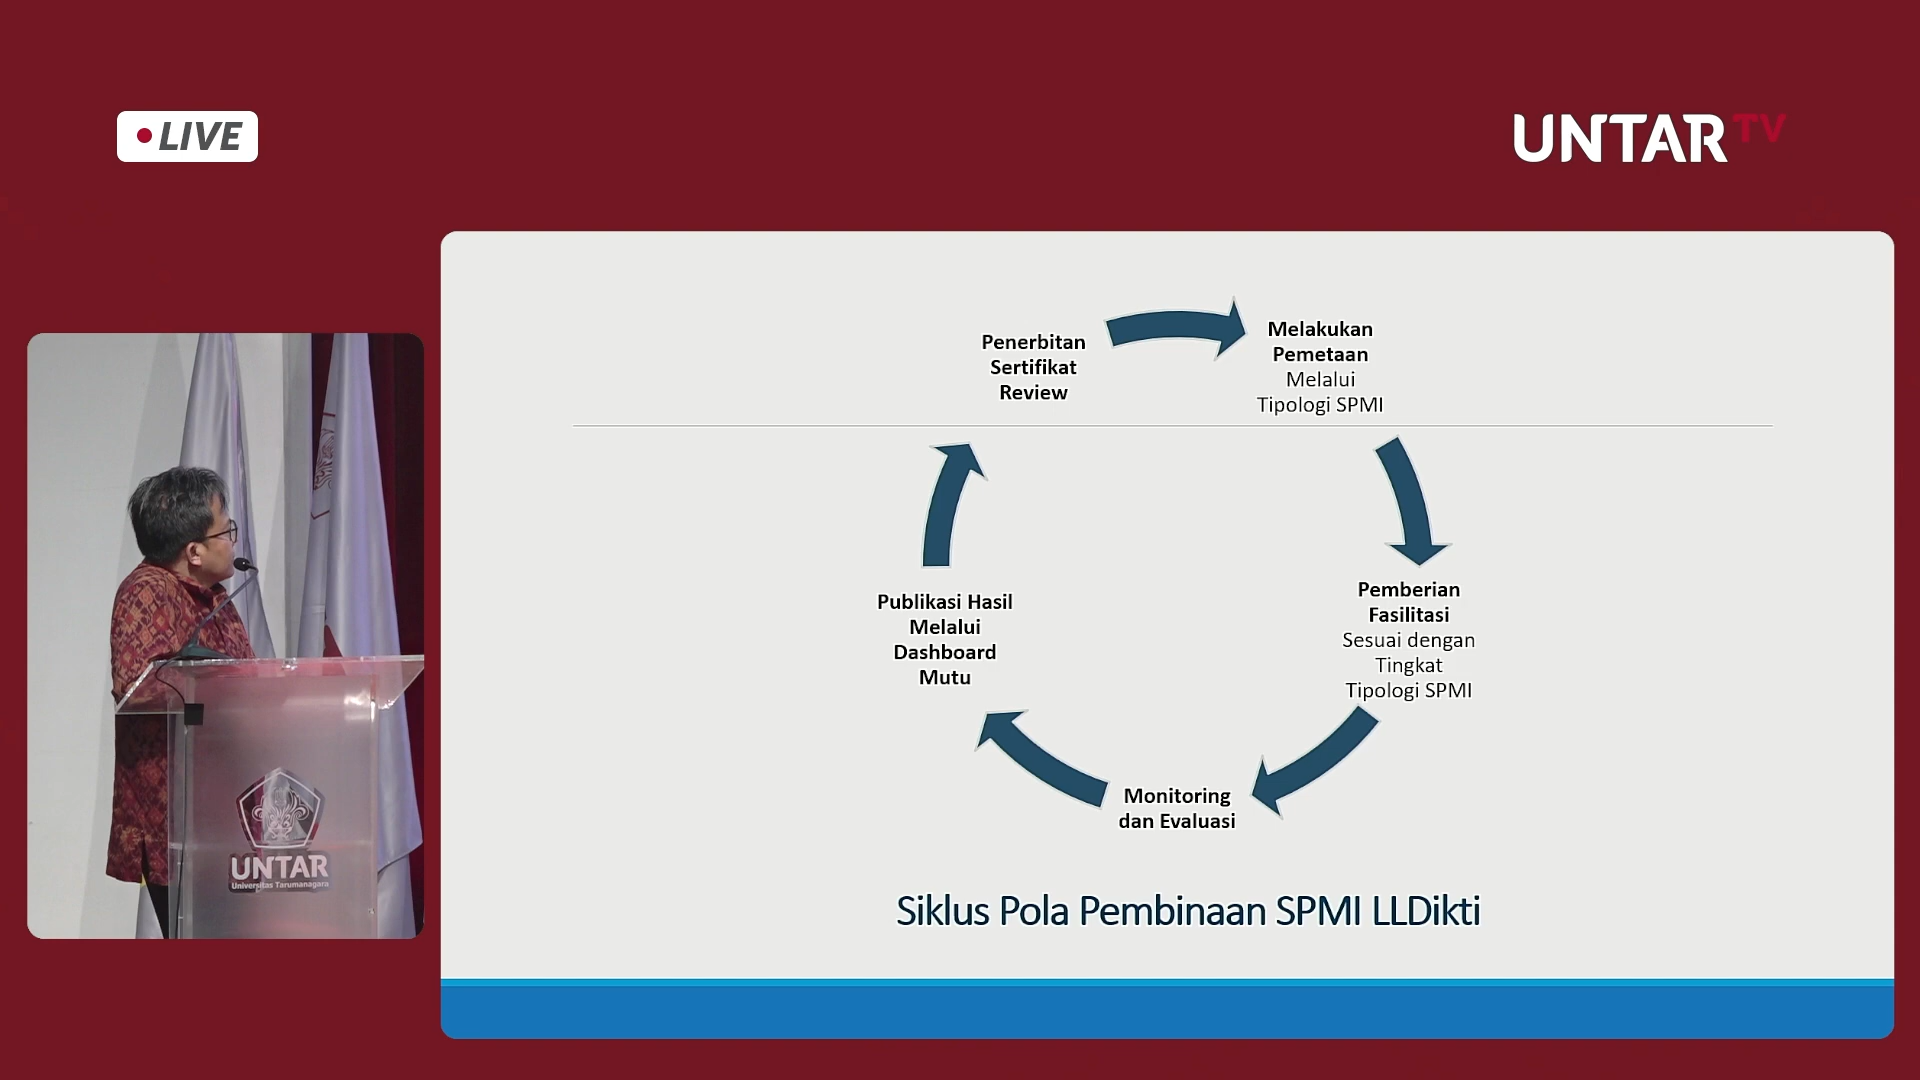 LIVE
UNTAR TV
Penerbitan
Sertifikat
Review
Melakukan
Pemetaan
Melalui
Tipologi SPMI
Pemberian
Fasilitasi
Sesuai dengan
Tingkat
Tipologi SPMI
Monitoring
dan Evaluasi
Publikasi Hasil
Melalui
Dashboard
Mutu
Siklus Pola Pembinaan SPMI LLDikti
UNTAR
Universitas Tarumanagara